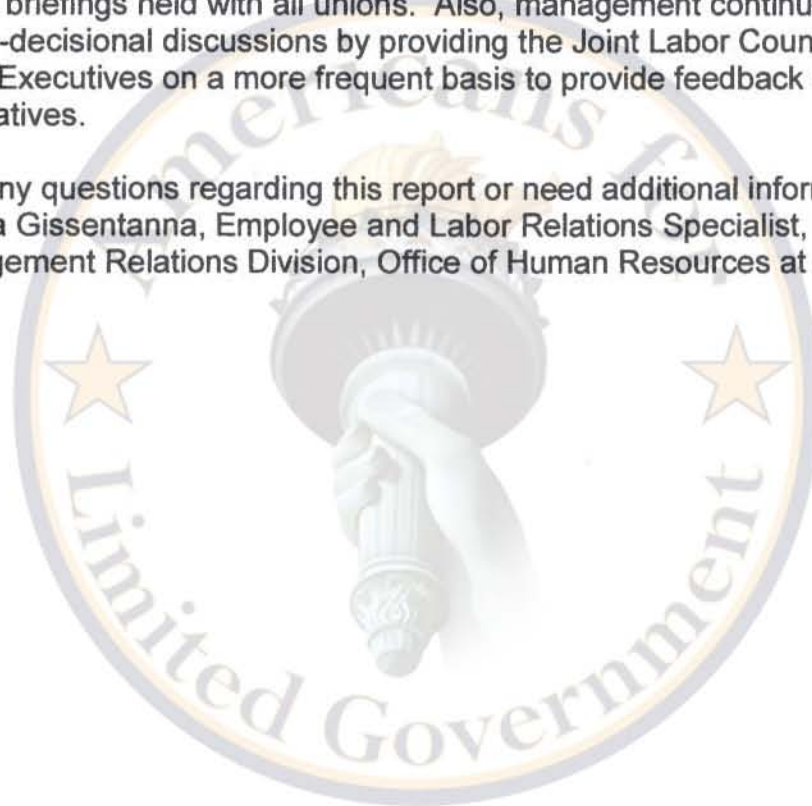 briefings held with all unions. Also, management continu
-decisional discussions by providing the Joint Labor Coun
Executives on a more frequent basis to provide feedback
atives.
ny questions regarding this report or need additional infor
a Gissentanna, Employee and Labor Relations Specialist,
gement Relations Division, Office of Human Resources at
Americans for
Limited Government